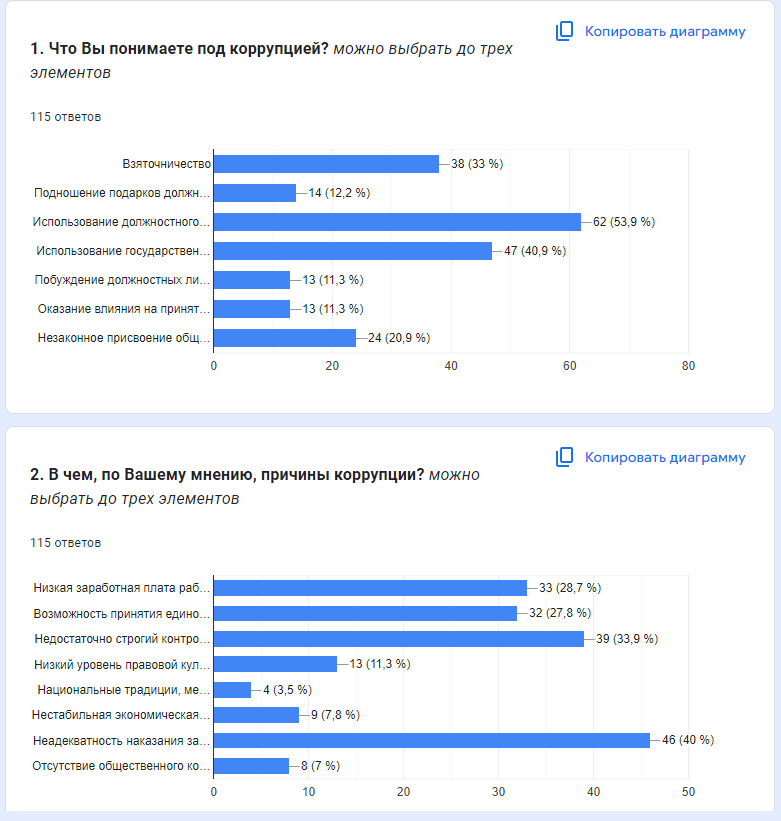 Копировать диаграмму
1. Что Вы понимаете под коррупцией? можно выбрать до трех
элементов
115 ответов
Взяточничество 38 (33 %)
Подношение подарков должн... 14 (12,2 %)
Использование должностного... 62 (53,9 %)
Использование государствен... 47 (40,9 %)
Побуждение должностных ли... 13 (11,3 %)
Оказание влияния на принят... 13 (11,3 %)
Незаконное присвоение общ... 24 (20,9 %)
0 20 40 60 80
Копировать диаграмму
2. В чем, по Вашему мнению, причины коррупции? можно
выбрать до трех элементов
115 ответов
Низкая заработная плата раб... 33 (28,7 %)
Возможность принятия едино... 32 (27,8 %)
Недостаточно строгий контро... 39 (33,9 %)
Низкий уровень правовой кул... 13 (11,3 %)
Национальные традиции, ме... 4 (3,5 %)
Нестабильная экономическая... 9 (7,8 %)
Неадекватность наказания за... 46 (40 %)
Отсутствие общественного ко... 8 (7 %)
0 10 20 30 40 50